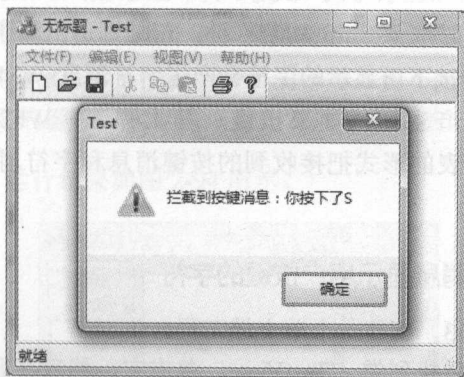 无标题 - Test
文件(F) 编辑(E) 视图(V) 帮助(H)
Test
拦截到按键消息：你按下了S
确定
就绪